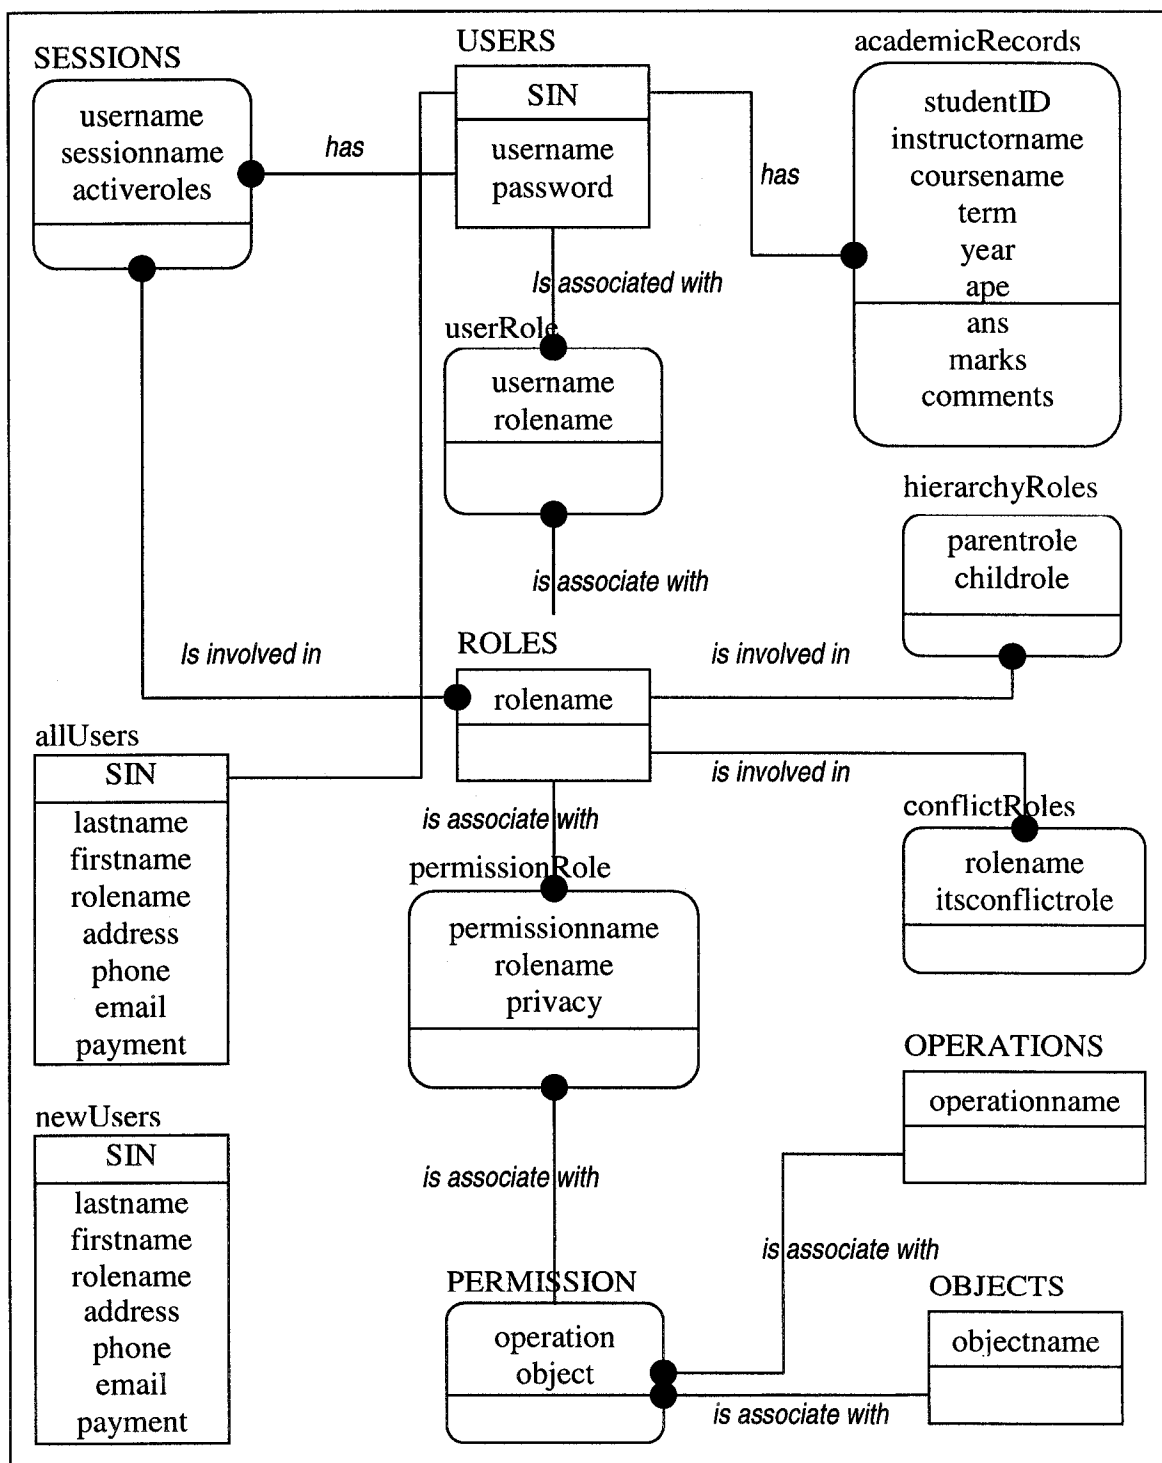 SESSIONS
username
sessionname
activeroles
has
USERS
SIN
username
password
has
academicRecords
studentID
instructorname
coursename
term
year
ape
ans
marks
comments
Is associated with
userRole
username
rolename
is associate with
hierarchyRoles
parentrole
childrole
Is involved in
ROLES
rolename
is involved in
is involved in
conflictRoles
rolename
itsconflictrole
allUsers
SIN
lastname
firstname
rolename
address
phone
email
payment
is associate with
permissionRole
permissionname
rolename
privacy
OPERATIONS
operationname
newUsers
SIN
lastname
firstname
rolename
address
phone
email
payment
is associate with
is associate with
PERMISSION
operation
object
OBJECTS
objectname
is associate with